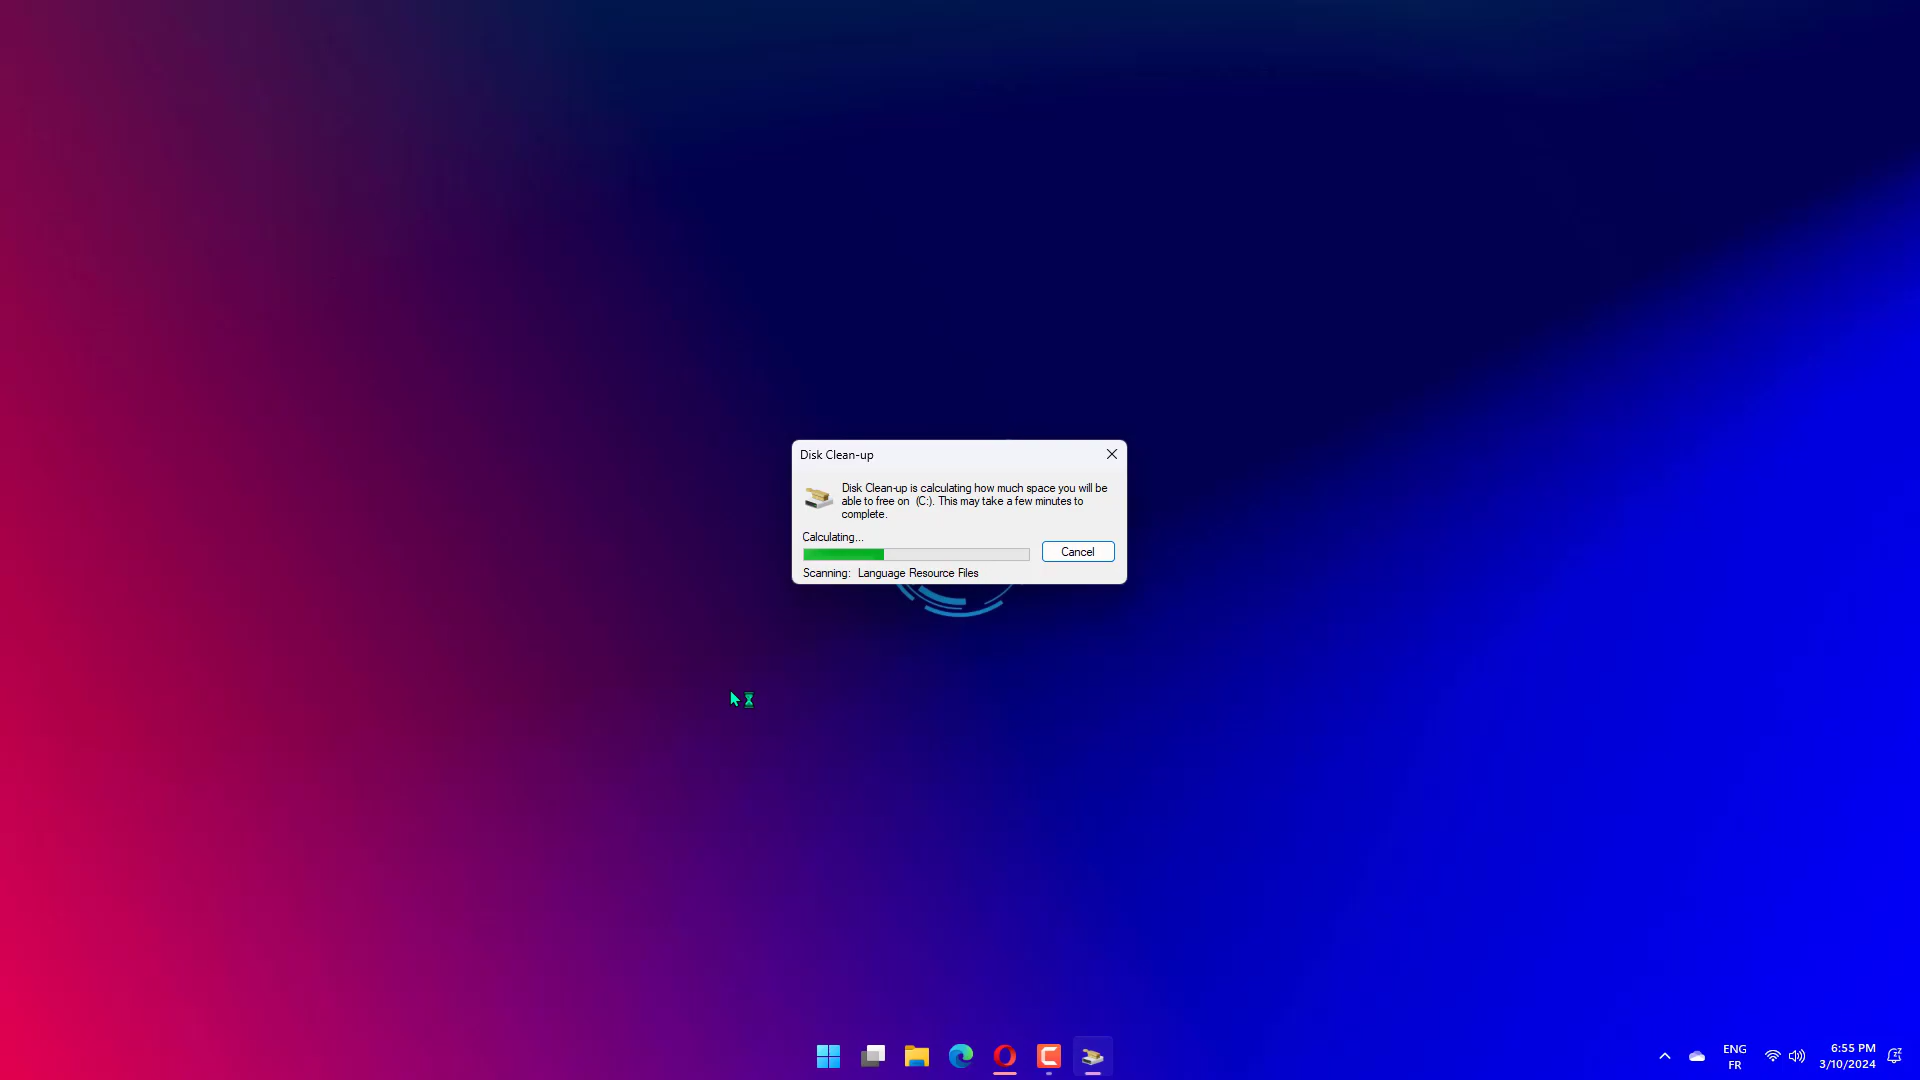 Disk Clean-up
Disk Clean-up is calculating how much space you will be
able to free on (C:). This may take a few minutes to
complete.
Calculating...
Cancel
Scanning: Language Resource Files
ENG
FR
6:55 PM
3/10/2024